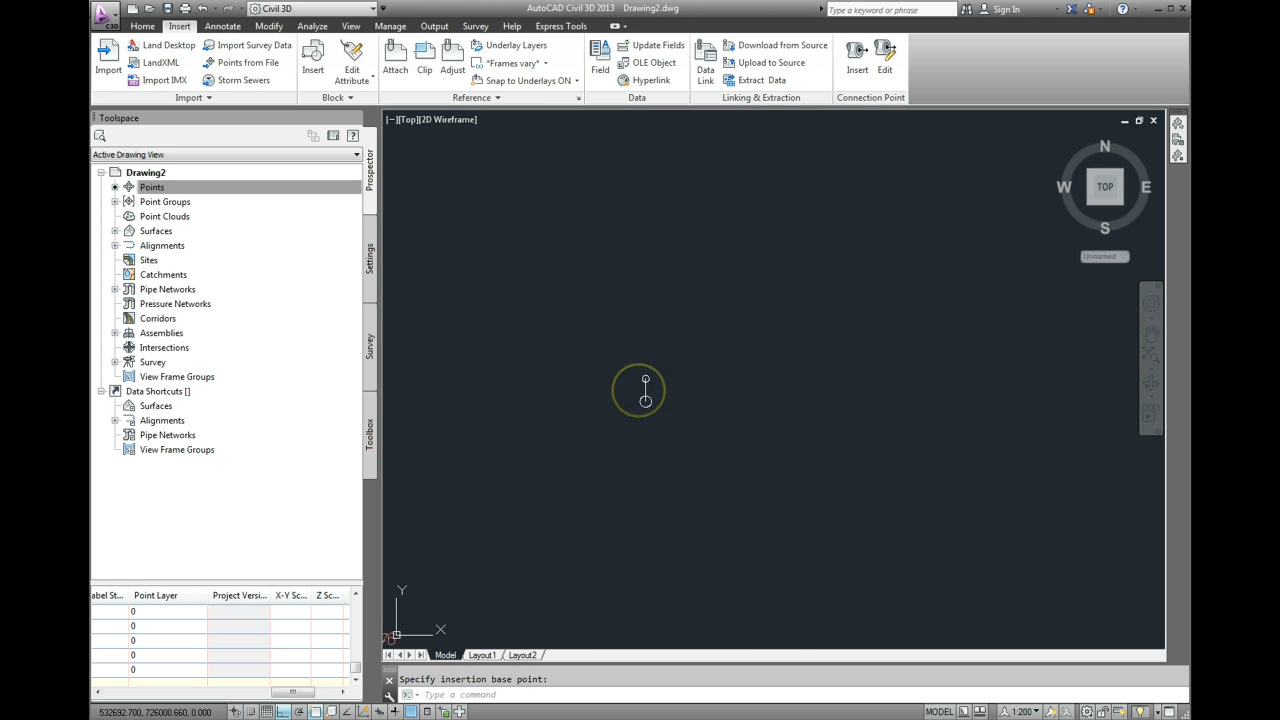 AutoCAD Civil 3D 2013 Drawing2.dwg
Civil 3D
Type a keyword or phrase
Sign In
C3D
Home Insert Annotate Modify Analyze View Manage Output Survey Help Express Tools
Import
Land Desktop
LandXML
Import IMX
Import Survey Data
Points from File
Storm Sewers
Insert
Edit
Attribute
Attach
Clip
Adjust
Underlay Layers
*Frames vary*
Snap to Underlays ON
Field
Update Fields
OLE Object
Hyperlink
Data
Link
Download from Source
Upload to Source
Extract Data
Insert
Edit
Import
Block
Reference
Data
Linking & Extraction
Connection Point
Toolspace
Active Drawing View
Drawing2
Points
Point Groups
Point Clouds
Surfaces
Alignments
Sites
Catchments
Pipe Networks
Pressure Networks
Corridors
Assemblies
Intersections
Survey
View Frame Groups
Data Shortcuts []
Surfaces
Alignments
Pipe Networks
View Frame Groups
Prospector
Settings
Survey
Toolbox
abel St... Point Layer Project Versi... X-Y Sc... Z Sc...
0
0
0
0
0
[−][Top][2D Wireframe]
N
W TOP E
S
Unnamed
Y
X
Model Layout1 Layout2
Specify insertion base point:
Type a command
532692.700, 726000.660, 0.000
MODEL
1:200